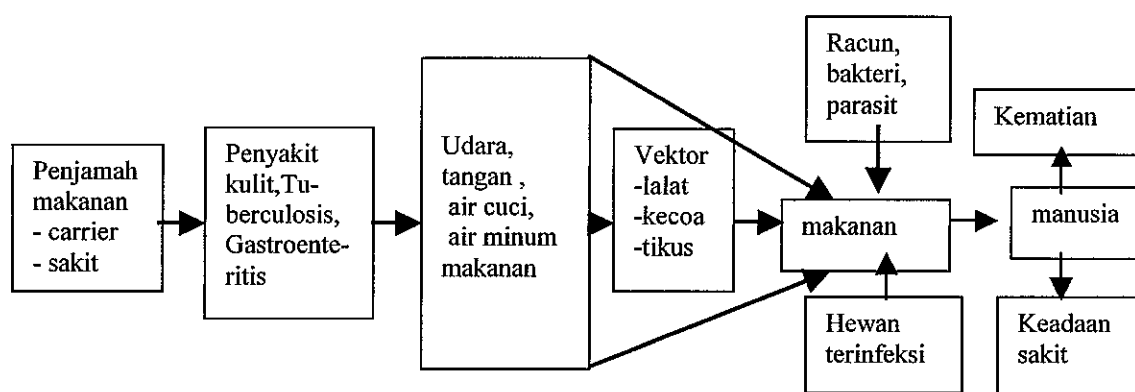 Penjamah
makanan
- carrier
- sakit
Penyakit
kulit,Tu-
berculosis,
Gastroente-
ritis
Udara,
tangan ,
air cuci,
air minum
makanan
Vektor
-lalat
-kecoa
-tikus
Racun,
bakteri,
parasit
makanan
Hewan
terinfeksi
Kematian
manusia
Keadaan
sakit